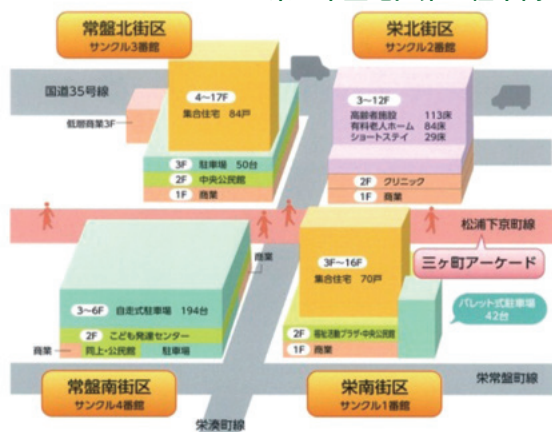 常盤北街区
サンクル3番館
栄北街区
サンクル2番館
国道35号線
低層商業3F
4〜17F
集合住宅 84戸
3F 駐車場 50台
2F 中央公民館
1F 商業
3〜12F
高齢者施設 113床
有料老人ホーム 84床
ショートステイ 29床
2F クリニック
1F 商業
松浦下京町線
三ヶ町アーケード
商業
3〜6F 自走式駐車場 194台
2F こども発達センター
商業 同上・公民館 駐車場
3F〜16F
集合住宅 70戸
2F 福祉活動プラザ・中央公民館
1F 商業
パレット式駐車場
42台
常盤南街区
サンクル4番館
栄南街区
サンクル1番館
栄常盤町線
栄湊町線